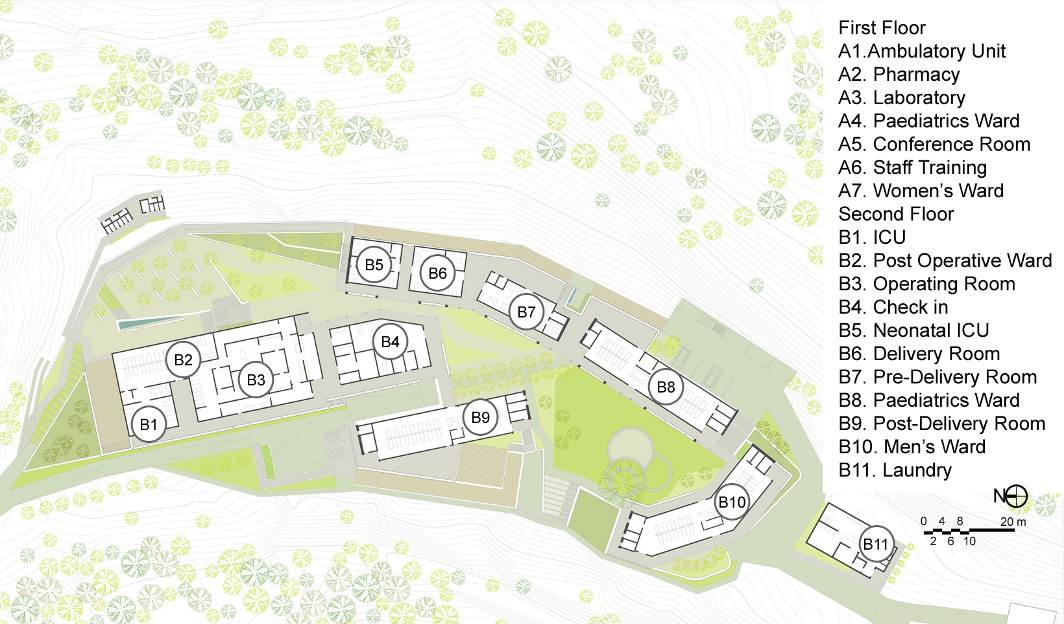 First Floor
A1.Ambulatory Unit
A2. Pharmacy
A3. Laboratory
A4. Paediatrics Ward
A5. Conference Room
A6. Staff Training
A7. Women's Ward
Second Floor
B1. ICU
B2. Post Operative Ward
B3. Operating Room
B4. Check in
B5. Neonatal ICU
B6. Delivery Room
B7. Pre-Delivery Room
B8. Paediatrics Ward
B9. Post-Delivery Room
B10. Men's Ward
B11. Laundry
B5
B6
B7
B2
B4
B3
B8
B1
B9
B10
B11
N
0 4 8 20 m
2 6 10